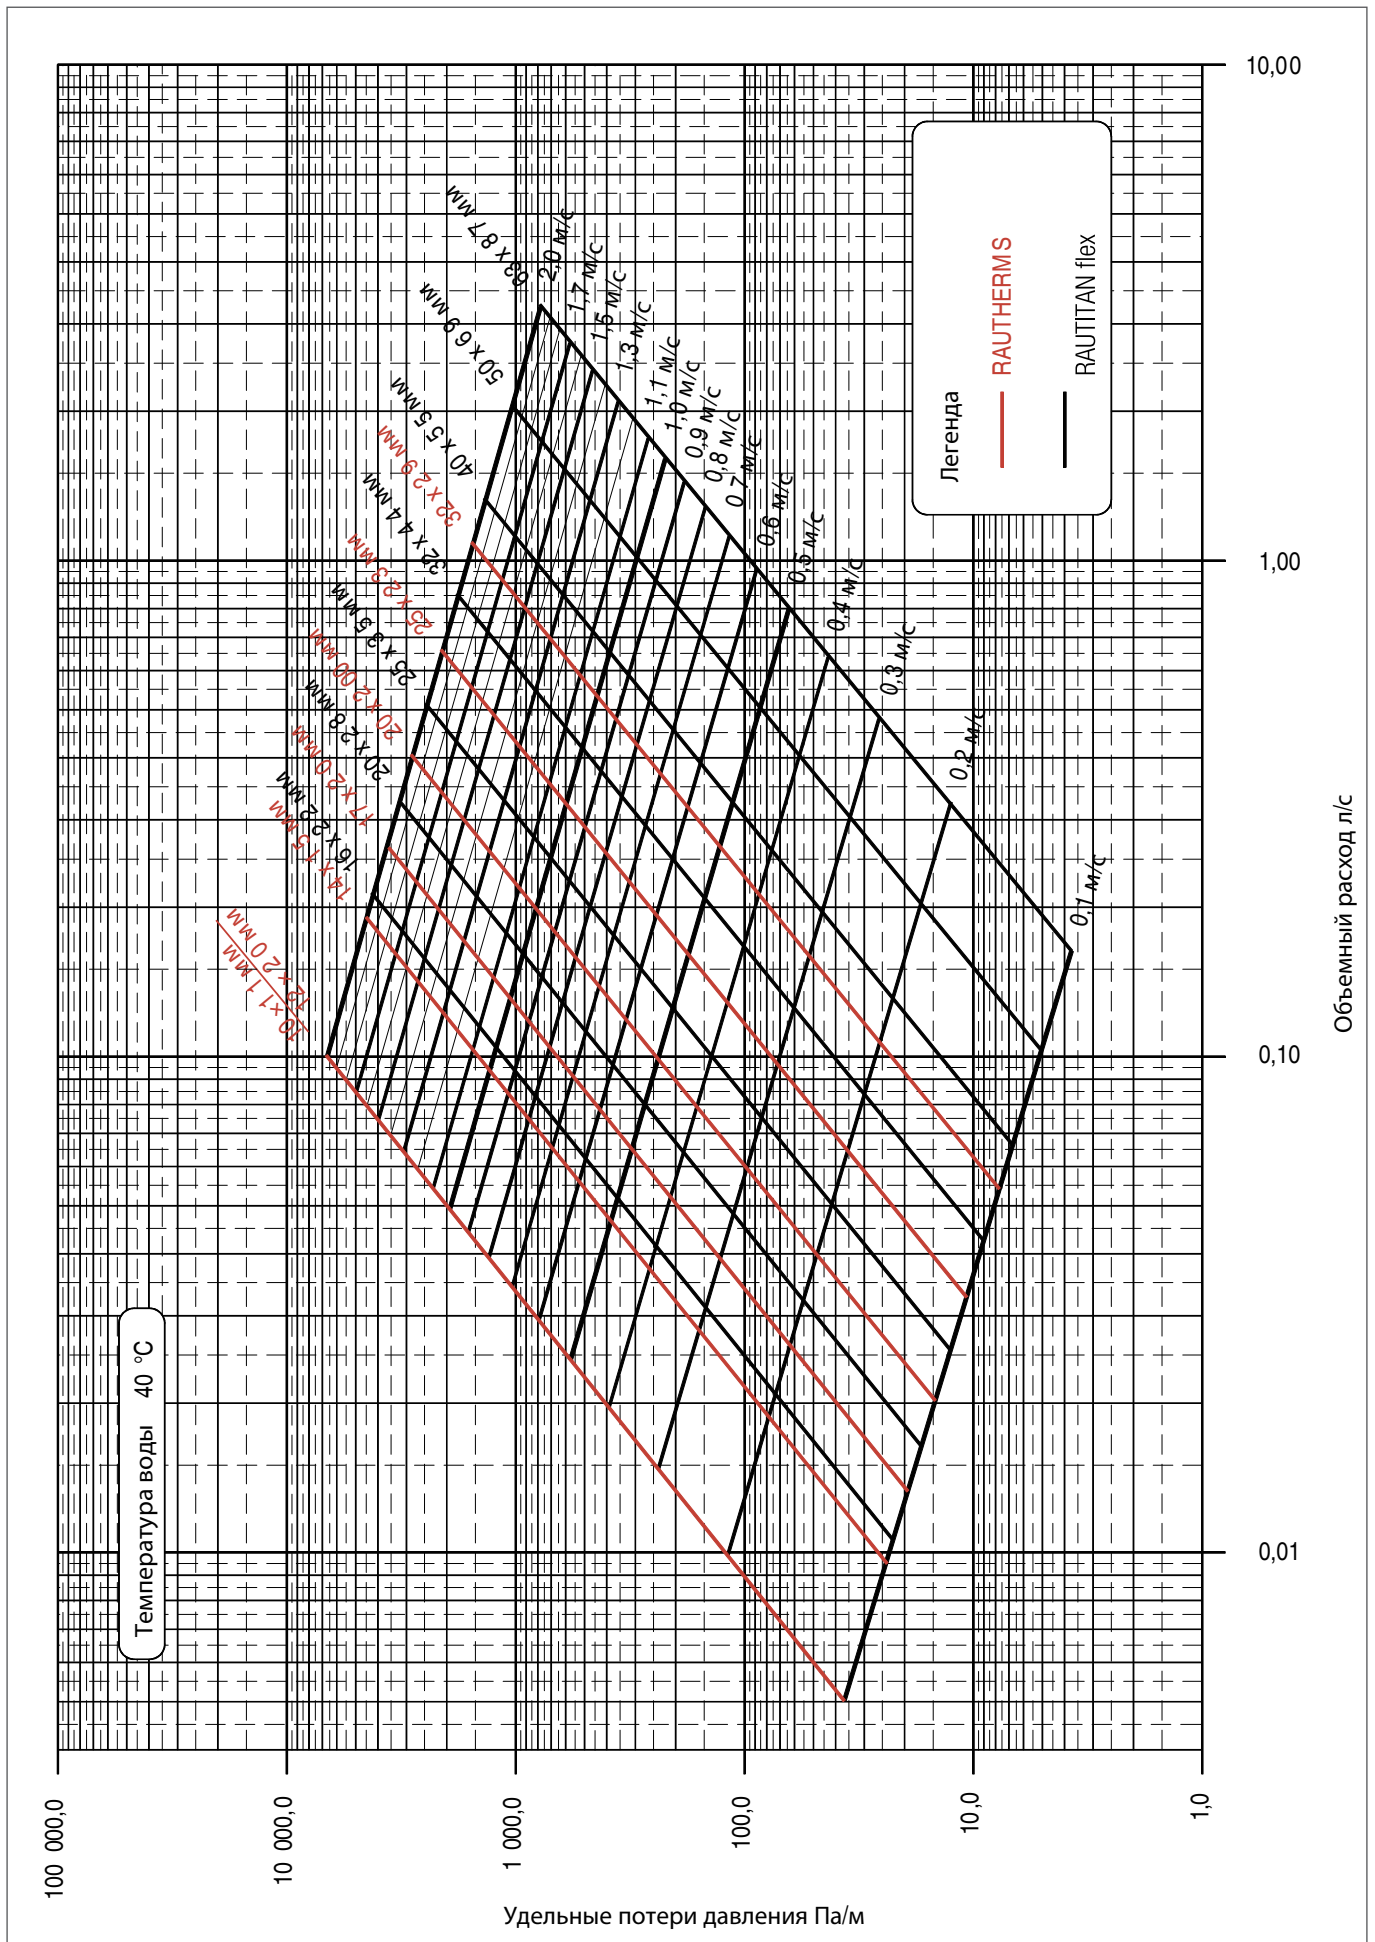 Температура воды 40 °C
10 x 1 1 мм
12 x 2 0 мм
14 x 1 5 мм
16 x 2 2 мм
17 x 2 0 мм
20 x 2 8 мм
20 x 2 00 мм
25 x 3 5 мм
25 x 2 3 мм
32 x 4 4 мм
32 x 2 9 мм
40 x 5 5 мм
50 x 6 9 мм
63 x 8 7 мм
2,0 м/с
1,7 м/с
1,5 м/с
1,3 м/с
1,1 м/с
1,0 м/с
0,9 м/с
0,8 м/с
0,7 м/с
0,6 м/с
0,5 м/с
0,4 м/с
0,3 м/с
0,2 м/с
0,1 м/с
Легенда
RAUTHERM S
RAUTITAN flex
10,00
1,00
0,10
0,01
Объемный расход л/с
100 000,0
10 000,0
1 000,0
100,0
10,0
1,0
Удельные потери давления Па/м